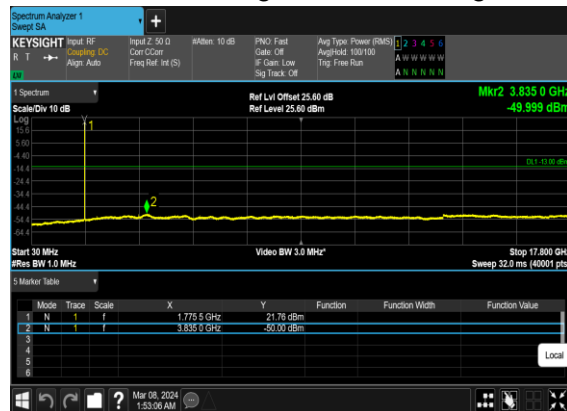 Spectrum Analyzer 1
Swept SA
+
KEYSIGHT Input: RF Input Z: 50 Ω #Atten: 10 dB PNO: Fast Avg Type: Power (RMS) 1 2 3 4 5 6
R T Coupling: DC Corr CCorr Gate: Off Avg|Hold: 100/100 A W W W W W
Align: Auto Freq Ref: Int (S) IF Gain: Low Trig: Free Run
Sig Track: Off A N N N N N
1 Spectrum Ref Lvl Offset 25.60 dB Mkr2 3.835 0 GHz
Scale/Div 10 dB Ref Level 25.60 dBm -49.999 dBm
Log
1
15.6
5.60
-4.40
DL1 -13.00 dBm
-14.4
-24.4
-34.4
-44.4 2
-54.4
-64.4
Start 30 MHz Video BW 3.0 MHz* Stop 17.800 GHz
#Res BW 1.0 MHz Sweep 32.0 ms (40001 pts
5 Marker Table
Mode Trace Scale X Y Function Function Width Function Value
1 N 1 f 1.775 5 GHz 21.76 dBm
2 N 1 f 3.835 0 GHz -50.00 dBm
3
4
5
6
Local
? Mar 08, 2024
1:53:06 AM